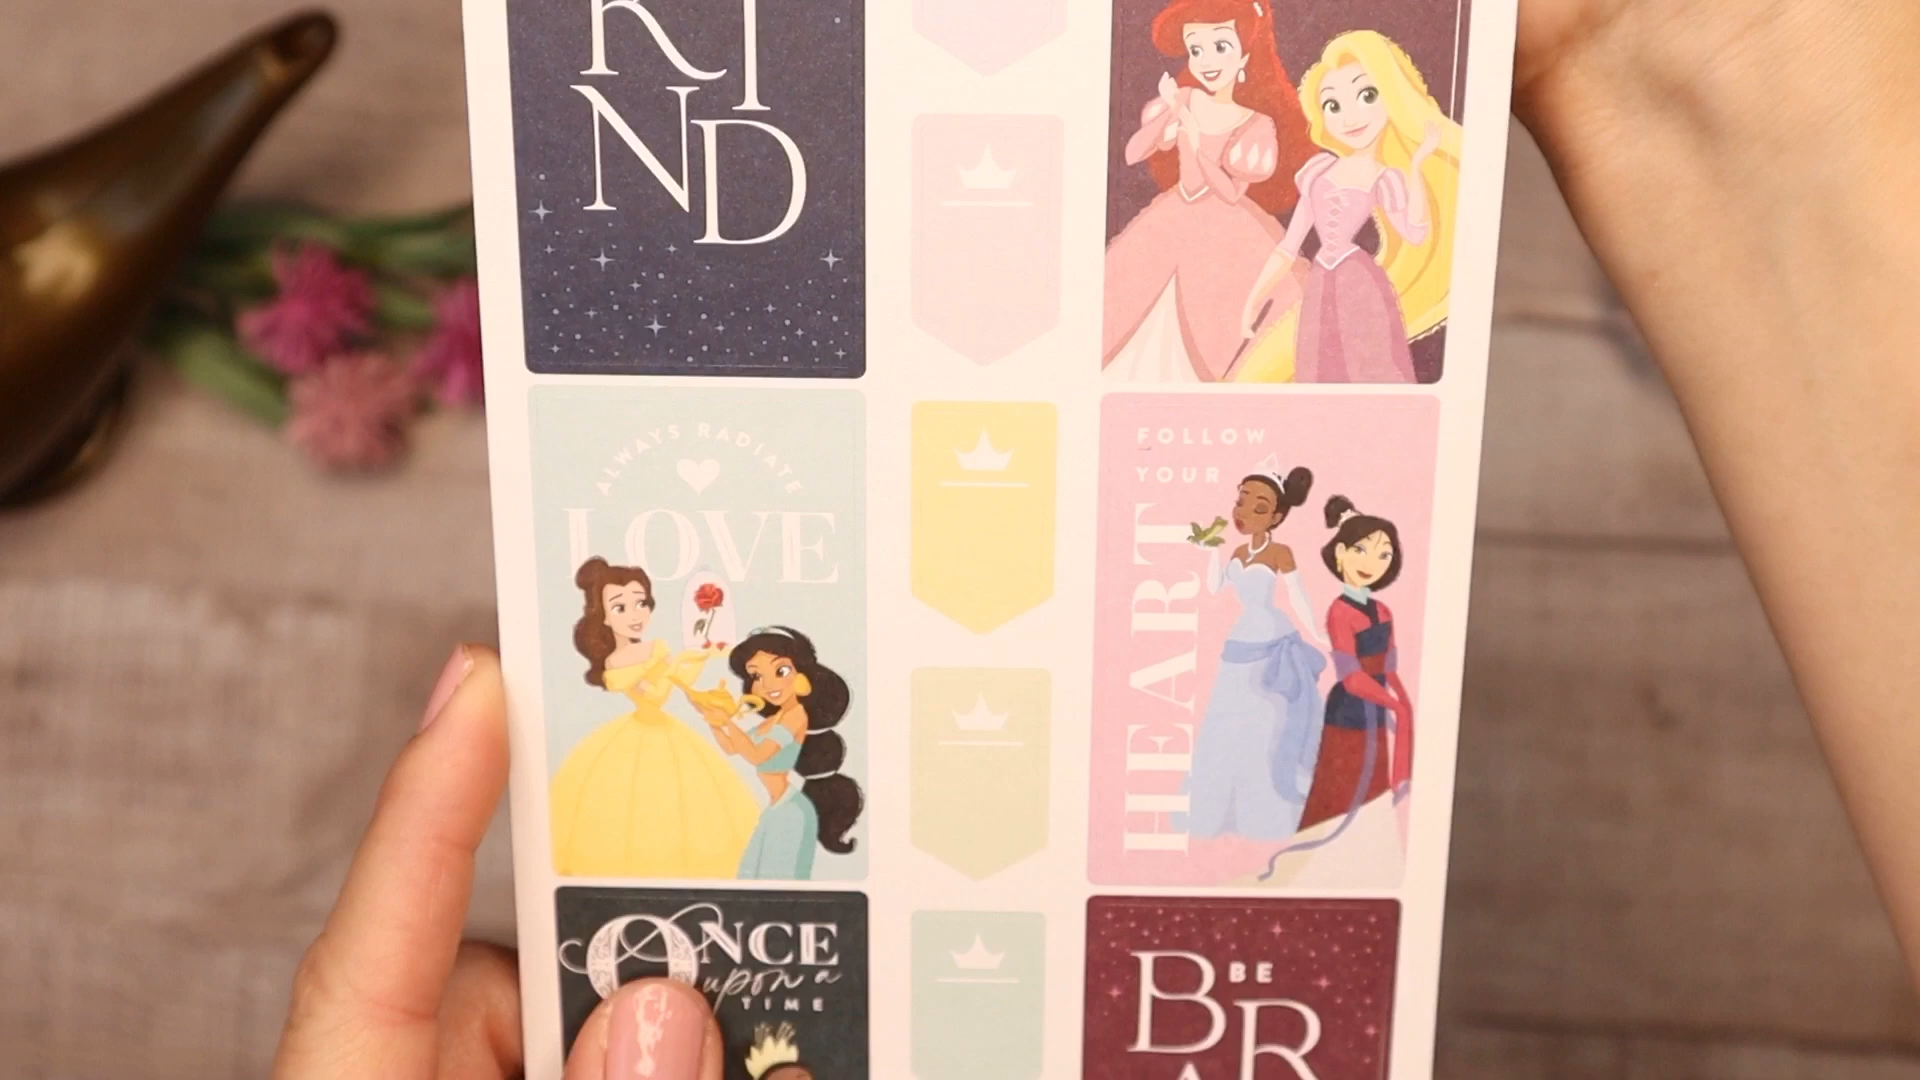 KI
ND
ALWAYS RADIATE
LOVE
FOLLOW
YOUR
HEART
ONCE
upon a
TIME
BE
BR